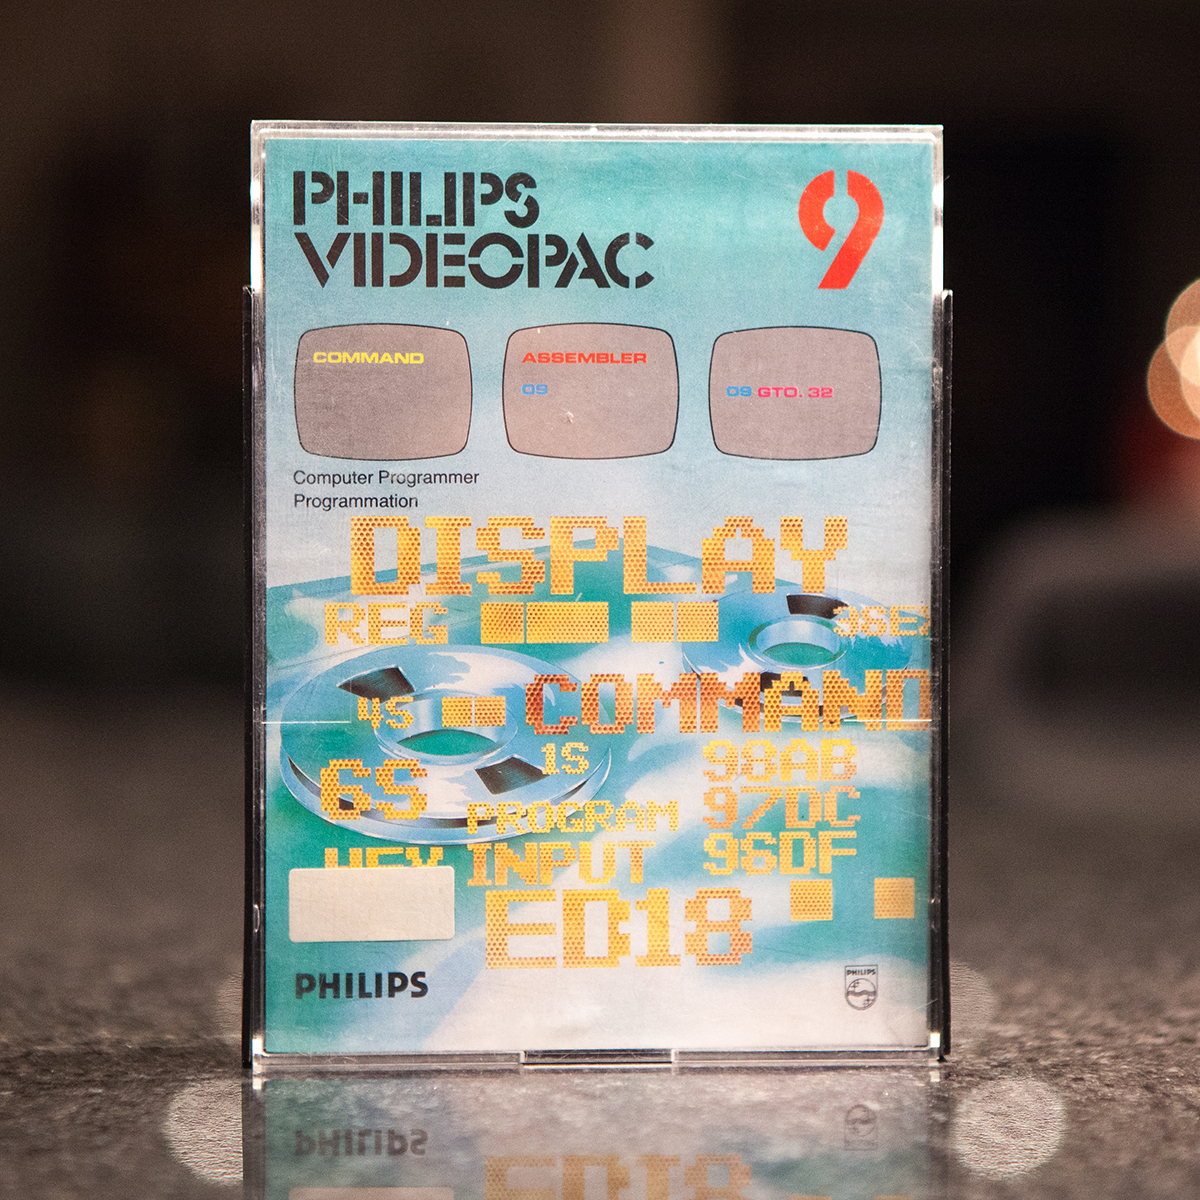 PHILIPS
VIDEOPAC
9
COMMAND
ASSEMBLER
09
09 GTO. 32
Computer Programmer
Programmation
DISPLAY
REG
4S
COMMAND
1S
98AB
6S
97DC
PROGRAM
96DF
HEX INPUT
ED18
PHILIPS
PHILIPS